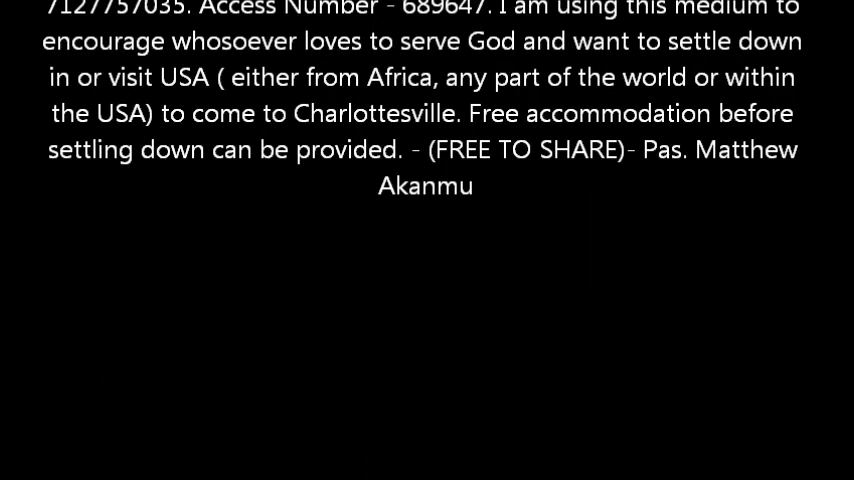 7127757035. Access Number - 689647. I am using this medium to
encourage whosoever loves to serve God and want to settle down
in or visit USA ( either from Africa, any part of the world or within
the USA) to come to Charlottesville. Free accommodation before
settling down can be provided. - (FREE TO SHARE)- Pas. Matthew
Akanmu